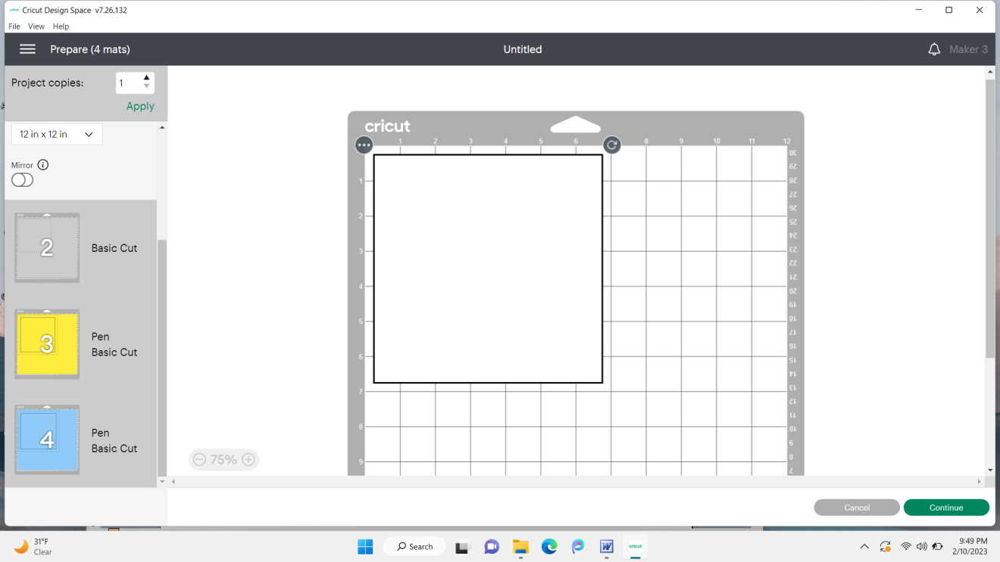 cricut Cricut Design Space v7.26.132
File View Help
Prepare (4 mats)
Untitled
Maker 3
Project copies: 1
Apply
12 in x 12 in
Mirror
2 Basic Cut
3 Pen
Basic Cut
4 Pen
Basic Cut
cricut
1 2 3 4 5 6 8 9 10 11 12
1
2
3
4
5
6
7
8
9
30
29
28
27
26
25
24
23
22
21
20
19
18
17
16
15
14
13
12
11
10
9
8
7
75%
Cancel
Continue
31°F
Clear
Search
cricut
9:49 PM
2/10/2023